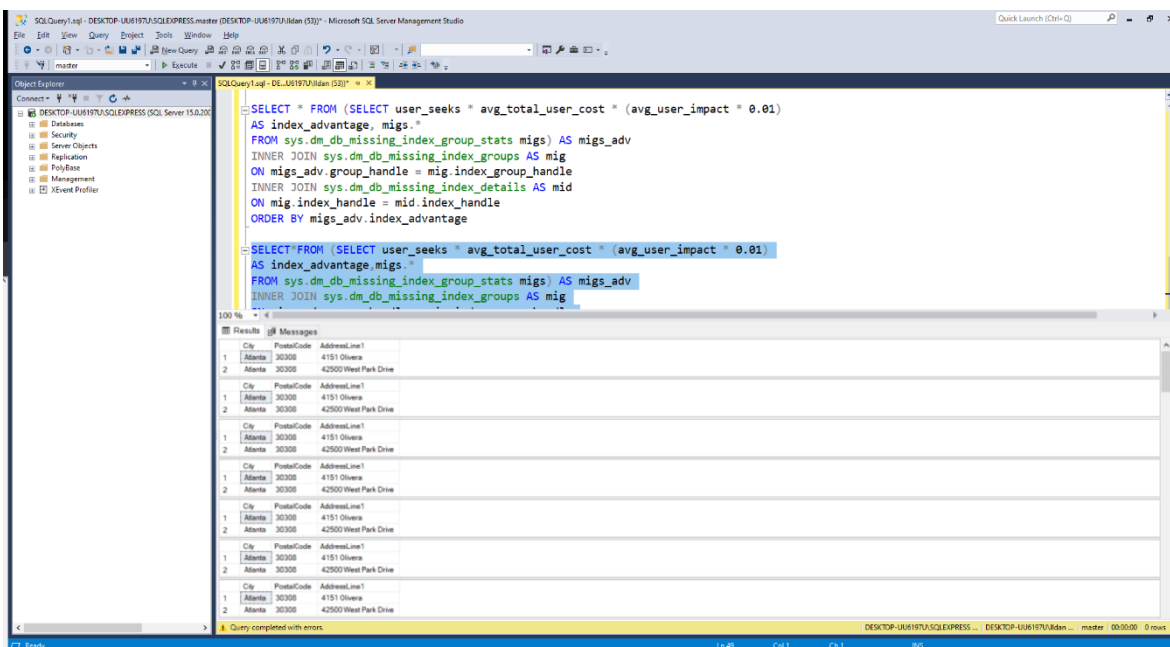 SQLQuery1.sql - DESKTOP-UU6197U\SQLEXPRESS.master (DESKTOP-UU6197U\Ildan (53))* - Microsoft SQL Server Management Studio
Quick Launch (Ctrl+Q)
File Edit View Query Project Tools Window Help
New Query
master
Execute
Object Explorer
SQLQuery1.sql - DE...U6197U\Ildan (53))*
Connect
DESKTOP-UU6197U\SQLEXPRESS (SQL Server 15.0.200
Databases
Security
Server Objects
Replication
PolyBase
Management
XEvent Profiler
SELECT * FROM (SELECT user_seeks * avg_total_user_cost * (avg_user_impact * 0.01)
AS index_advantage, migs.*
FROM sys.dm_db_missing_index_group_stats migs) AS migs_adv
INNER JOIN sys.dm_db_missing_index_groups AS mig
ON migs_adv.group_handle = mig.index_group_handle
INNER JOIN sys.dm_db_missing_index_details AS mid
ON mig.index_handle = mid.index_handle
ORDER BY migs_adv.index_advantage
SELECT*FROM (SELECT user_seeks * avg_total_user_cost * (avg_user_impact * 0.01)
AS index_advantage,migs.*
FROM sys.dm_db_missing_index_group_stats migs) AS migs_adv
INNER JOIN sys.dm_db_missing_index_groups AS mig
100 %
Results Messages
City PostalCode AddressLine1
1 Atlanta 30308 4151 Olivera
2 Atlanta 30308 42500 West Park Drive
City PostalCode AddressLine1
1 Atlanta 30308 4151 Olivera
2 Atlanta 30308 42500 West Park Drive
City PostalCode AddressLine1
1 Atlanta 30308 4151 Olivera
2 Atlanta 30308 42500 West Park Drive
City PostalCode AddressLine1
1 Atlanta 30308 4151 Olivera
2 Atlanta 30308 42500 West Park Drive
City PostalCode AddressLine1
1 Atlanta 30308 4151 Olivera
2 Atlanta 30308 42500 West Park Drive
City PostalCode AddressLine1
1 Atlanta 30308 4151 Olivera
2 Atlanta 30308 42500 West Park Drive
City PostalCode AddressLine1
1 Atlanta 30308 4151 Olivera
2 Atlanta 30308 42500 West Park Drive
Query completed with errors.
DESKTOP-UU6197U\SQLEXPRESS ... DESKTOP-UU6197U\Ildan ... master 00:00:00 0 rows
Ready
Ln 49 Col 1 Ch 1 INS